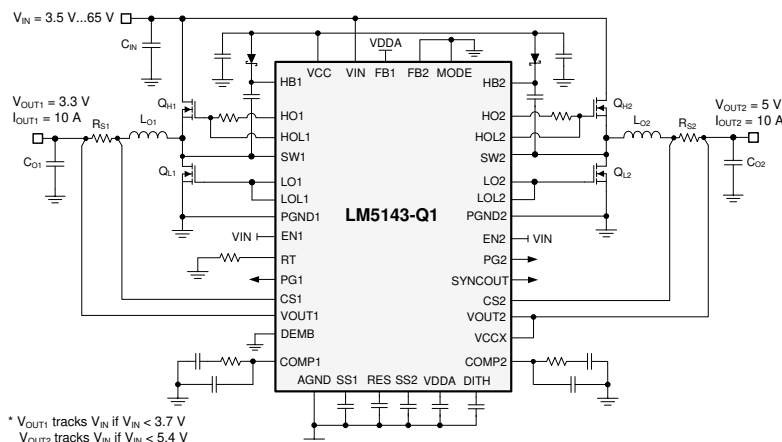 V_IN = 3.5 V...65 V
C_IN
VDDA
VCC VIN FB1 FB2 MODE
HB1
HB2
V_OUT1 = 3.3 V
I_OUT1 = 10 A
Q_H1
R_S1
L_O1
HO1
HOL1
SW1
HO2
HOL2
SW2
Q_H2
L_O2
R_S2
V_OUT2 = 5 V
I_OUT2 = 10 A
C_O1
Q_L1
LO1
LOL1
PGND1
LM5143-Q1
LO2
LOL2
PGND2
Q_L2
C_O2
VIN
EN1
EN2
VIN
RT
PG2
PG1
SYNCOUT
CS1
CS2
VOUT1
VOUT2
DEMB
VCCX
COMP1
COMP2
AGND SS1 RES SS2 VDDA DITH
* V_OUT1 tracks V_IN if V_IN < 3.7 V
V_OUT2 tracks V_IN if V_IN < 5.4 V